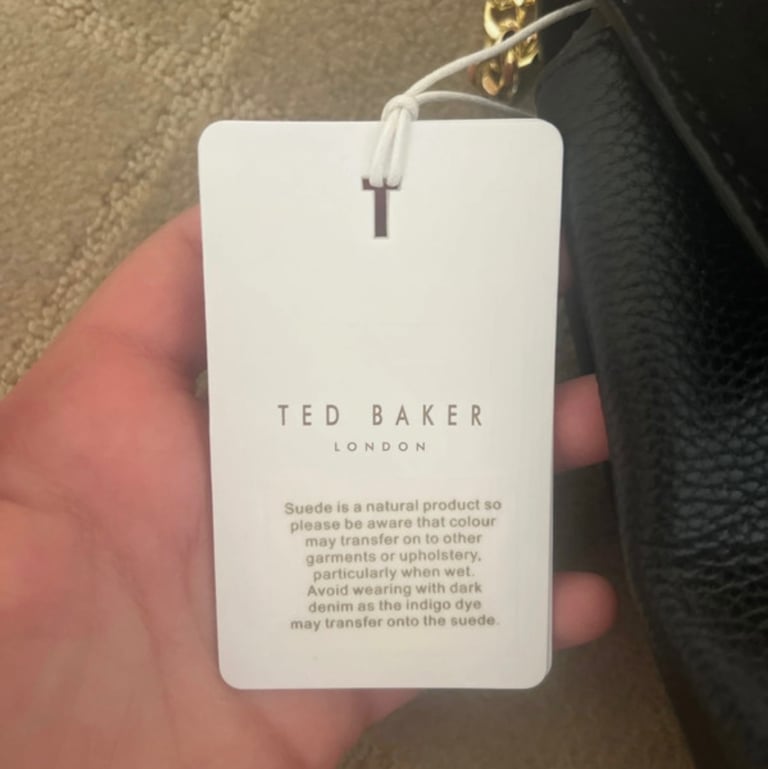 T
TED BAKER
LONDON
Suede is a natural product so
please be aware that colour
may transfer on to other
garments or upholstery,
particularly when wet.
Avoid wearing with dark
denim as the indigo dye
may transfer onto the suede.